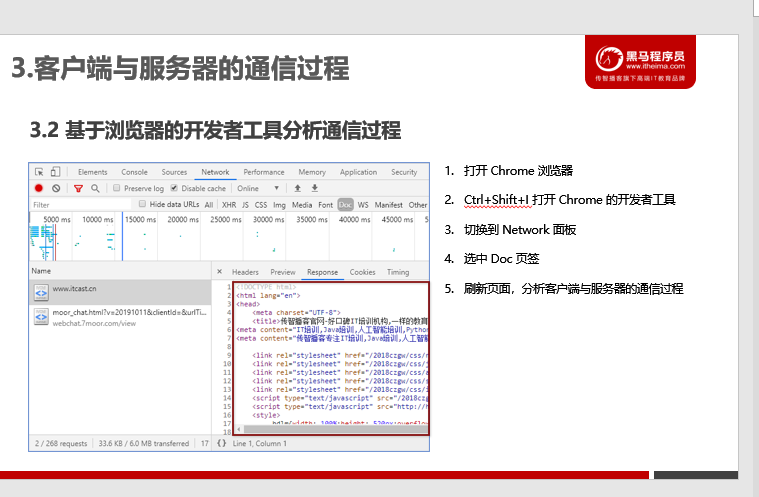 3.客户端与服务器的通信过程
黑马程序员
www.itheima.com
传智播客旗下高端IT教育品牌
3.2 基于浏览器的开发者工具分析通信过程
Elements Console Sources Network Performance Memory Application Security
Preserve log Disable cache Online
Filter Hide data URLs All XHR JS CSS Img Media Font Doc WS Manifest Other
5000 ms 10000 ms 15000 ms 20000 ms 25000 ms 30000 ms 35000 ms 40000 ms 45000 ms 5
Name × Headers Preview Response Cookies Timing
www.itcast.cn
moor_chat.html?v=20191011&clientId=&urlTi...
webchat.7moor.com/view
1 <!DOCTYPE html>
2 <html lang="en">
3 <head>
4 <meta charset="UTF-8">
5 <title>传智播客官网-好口碑IT培训机构,一样的教育
6 <meta content="IT培训,Java培训,人工智能培训,Python
7 <meta content="传智播客专注IT培训,Java培训,人工智
8
9 <link rel="stylesheet" href="/2018czgw/css/r
10 <link rel="stylesheet" href="/2018czgw/css/j
11 <link rel="stylesheet" href="/2018czgw/css/a
12 <link rel="stylesheet" href="/2018czgw/css/
13 <link rel="stylesheet" href="/2018czgw/css/i
14 <script type="text/javascript" src="/2018czg
15 <script type="text/javascript" src="http://h
16 <style>
17
18
2 / 268 requests 33.6 KB / 6.0 MB transferred 17 {} Line 1, Column 1
1. 打开 Chrome 浏览器
2. Ctrl+Shift+I 打开 Chrome 的开发者工具
3. 切换到 Network 面板
4. 选中 Doc 页签
5. 刷新页面，分析客户端与服务器的通信过程